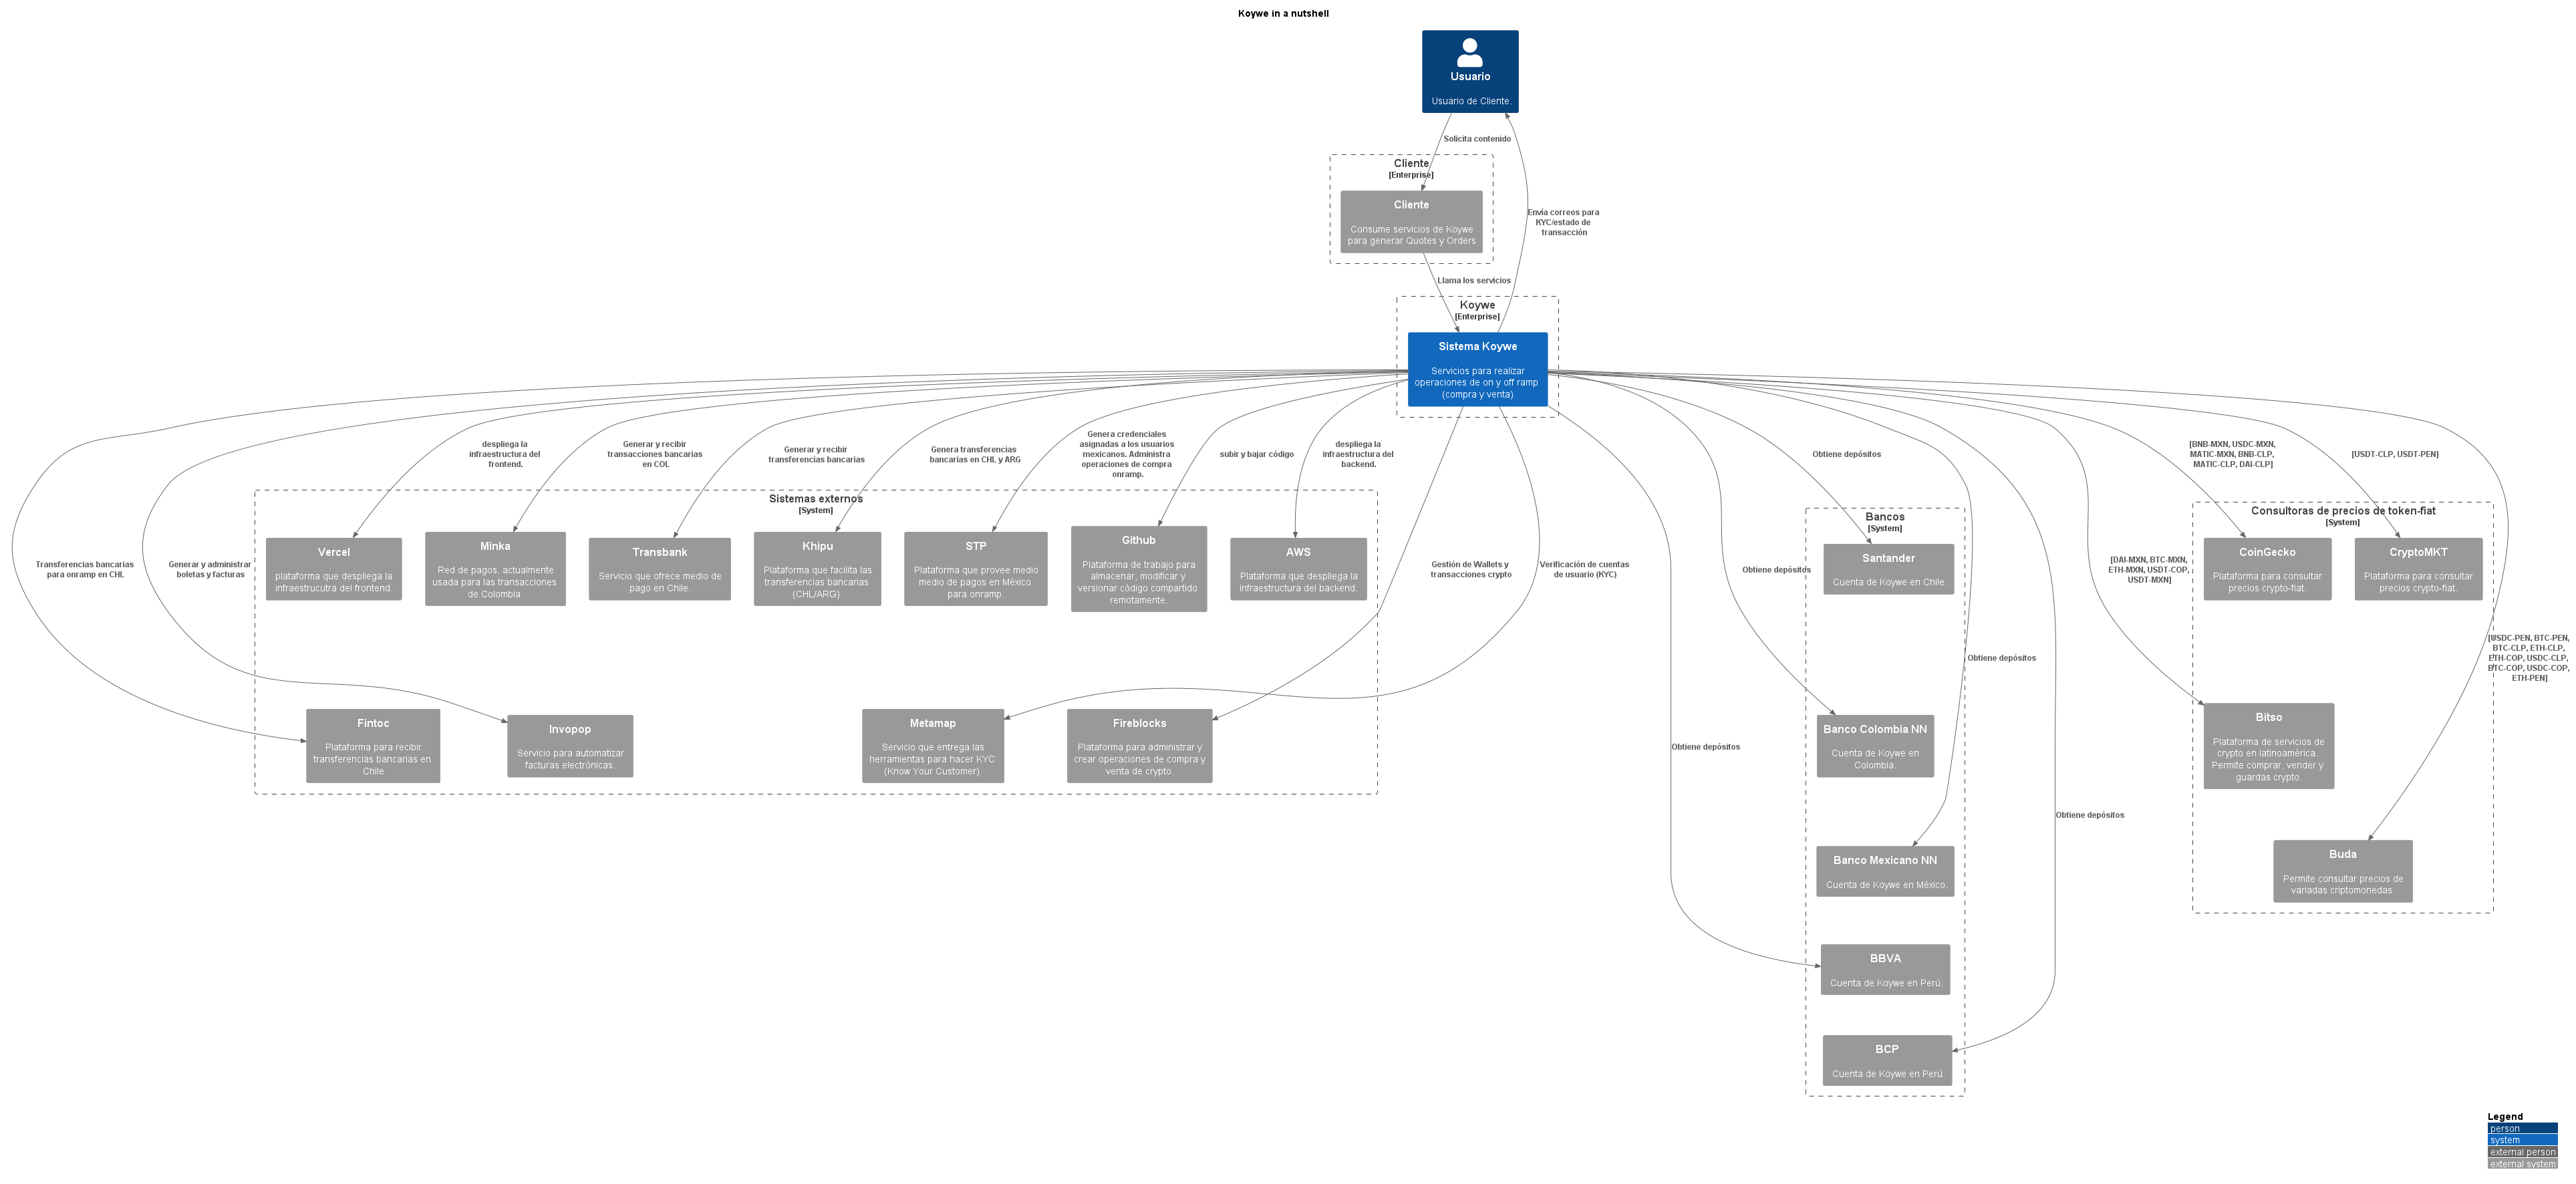 Koywe in a nutshell
Usuario
Usuario de Cliente.
Solicita contenido
Cliente
[Enterprise]
Cliente
Consume servicios de Koywe
para generar Quotes y Orders
Envía correos para
KYC/estado de
transacción
Llama los servicios
Koywe
[Enterprise]
Sistema Koywe
Servicios para realizar
operaciones de on y off ramp
(compra y venta)
despliega la
infraestructura del
frontend.
Generar y recibir
transacciones bancarias
en COL
Generar y recibir
transferencias bancarias
Genera transferencias
bancarias en CHL y ARG
Genera credenciales
asignadas a los usuarios
mexicanos. Administra
operaciones de compra
onramp.
subir y bajar código
despliega la
infraestructura del
backend.
Obtiene depósitos
[BNB-MXN, USDC-MXN,
MATIC-MXN, BNB-CLP,
MATIC-CLP, DAI-CLP]
[USDT-CLP, USDT-PEN]
Transferencias bancarias
para onramp en CHL
Generar y administrar
boletas y facturas
Sistemas externos
[System]
Vercel
plataforma que despliega la
infraestrucutra del frontend.
Minka
Red de pagos, actualmente
usada para las transacciones
de Colombia.
Transbank
Servicio que ofrece medio de
pago en Chile.
Khipu
Plataforma que facilita las
transferencias bancarias
(CHL/ARG).
STP
Plataforma que provee medio
medio de pagos en México
para onramp.
Github
Plataforma de trabajo para
almacenar, modificar y
versionar código compartido
remotamente.
AWS
Plataforma que despliega la
infraestructura del backend.
Gestión de Wallets y
transacciones crypto
Verificación de cuentas
de usuario (KYC)
Obtiene depósitos
Bancos
[System]
Santander
Cuenta de Koywe en Chile.
[DAI-MXN, BTC-MXN,
ETH-MXN, USDT-COP,
USDT-MXN]
Consultoras de precios de token-fiat
[System]
CoinGecko
Plataforma para consultar
precios crypto-fiat.
CryptoMKT
Plataforma para consultar
precios crypto-fiat.
Obtiene depósitos
[USDC-PEN, BTC-PEN,
BTC-CLP, ETH-CLP,
ETH-COP, USDC-CLP,
BTC-COP, USDC-COP,
ETH-PEN]
Fintoc
Plataforma para recibir
transferencias bancarias en
Chile
Invopop
Servicio para automatizar
facturas electrónicas.
Metamap
Servicio que entrega las
herramientas para hacer KYC
(Know Your Customer).
Fireblocks
Plataforma para administrar y
crear operaciones de compra y
venta de crypto.
Obtiene depósitos
Banco Colombia NN
Cuenta de Koywe en
Colombia.
Bitso
Plataforma de servicios de
crypto en latinoamérica.
Permite comprar, vender y
guardas crypto.
Obtiene depósitos
Banco Mexicano NN
Cuenta de Koywe en México.
Buda
Permite consultar precios de
variadas criptomonedas.
BBVA
Cuenta de Koywe en Perú.
BCP
Cuenta de Koywe en Perú.
Legend
person
system
external person
external system